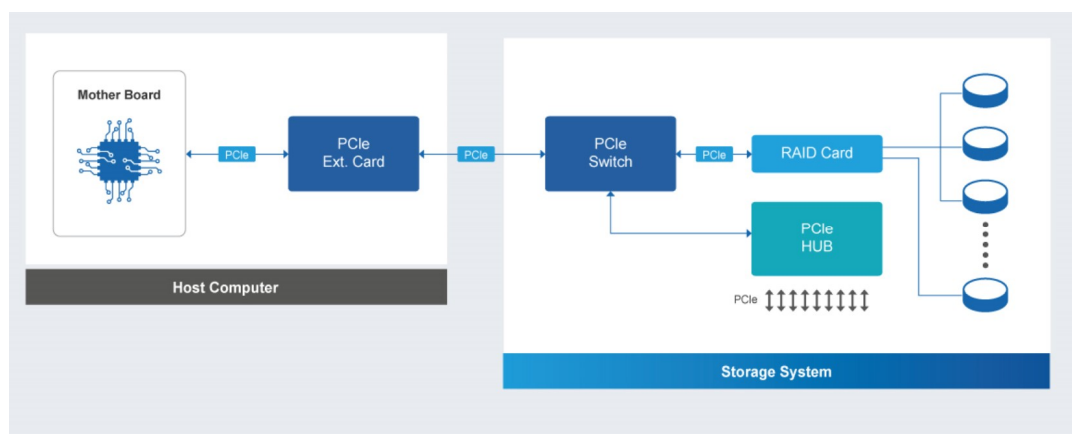 Mother Board
PCIe
PCIe
Ext. Card
PCIe
PCIe
Switch
PCIe
RAID Card
PCIe
HUB
PCIe
Host Computer
Storage System